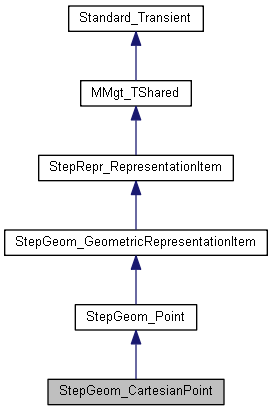 Standard_Transient
MMgt_TShared
StepRepr_RepresentationItem
StepGeom_GeometricRepresentationItem
StepGeom_Point
StepGeom_CartesianPoint